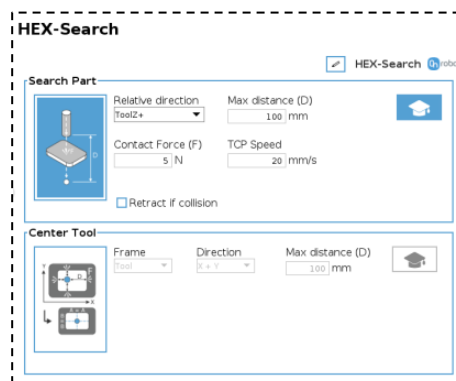 HEX-Search
HEX-Search
Search Part
Relative direction
Max distance (D)
ToolZ+
100 mm
D
Contact Force (F)
TCP Speed
5 N
20 mm/s
Retract if collision
Center Tool
Frame
Direction
Max distance (D)
Tool
X + Y
100 mm
Y
D
X